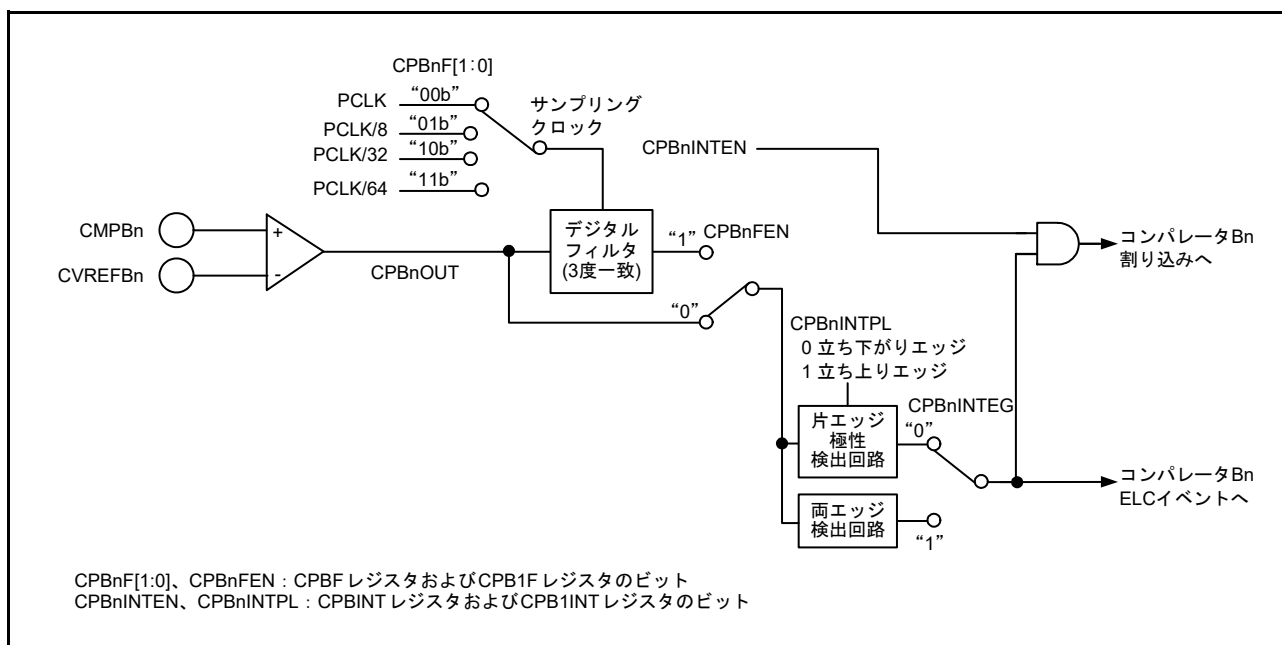 CPBnF[1:0]
PCLK
“00b”
サンプリング
クロック
PCLK/8
“01b”
CPBnINTEN
PCLK/32
“10b”
PCLK/64
“11b”
CMPBn
+
デジタル
フィルタ
(3度一致)
“1”
CPBnFEN
コンパレータBn
割り込みへ
CVREFBn
-
CPBnOUT
“0”
CPBnINTPL
0 立ち下がりエッジ
1 立ち上りエッジ
CPBnINTEG
片エッジ
極性
検出回路
“0”
コンパレータBn
ELCイベントへ
両エッジ
検出回路
“1”
CPBnF[1:0]、CPBnFEN : CPBF レジスタおよびCPB1F レジスタのビット
CPBnINTEN、CPBnINTPL : CPBINT レジスタおよびCPB1INT レジスタのビット